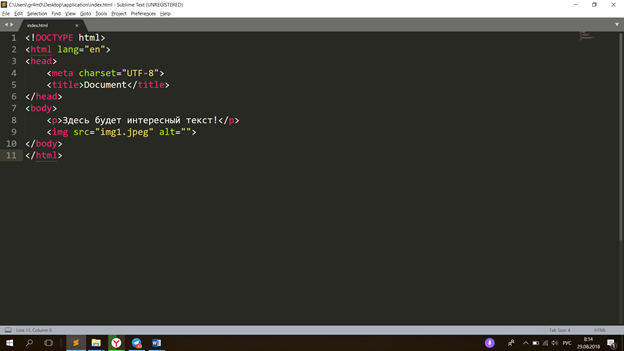 C:\Users\gr4m0\Desktop\application\index.html - Sublime Text (UNREGISTERED)
File Edit Selection Find View Goto Tools Project Preferences Help
index.html ×
1 <!DOCTYPE html>
2 <html lang="en">
3 <head>
4 <meta charset="UTF-8">
5 <title>Document</title>
6 </head>
7 <body>
8 <p>Здесь будет интересный текст!</p>
9 <img src="img1.jpeg" alt="">
10 </body>
11 </html>
Line 11, Column 8 Tab Size: 4 HTML
РУС 8:14
29.08.2018